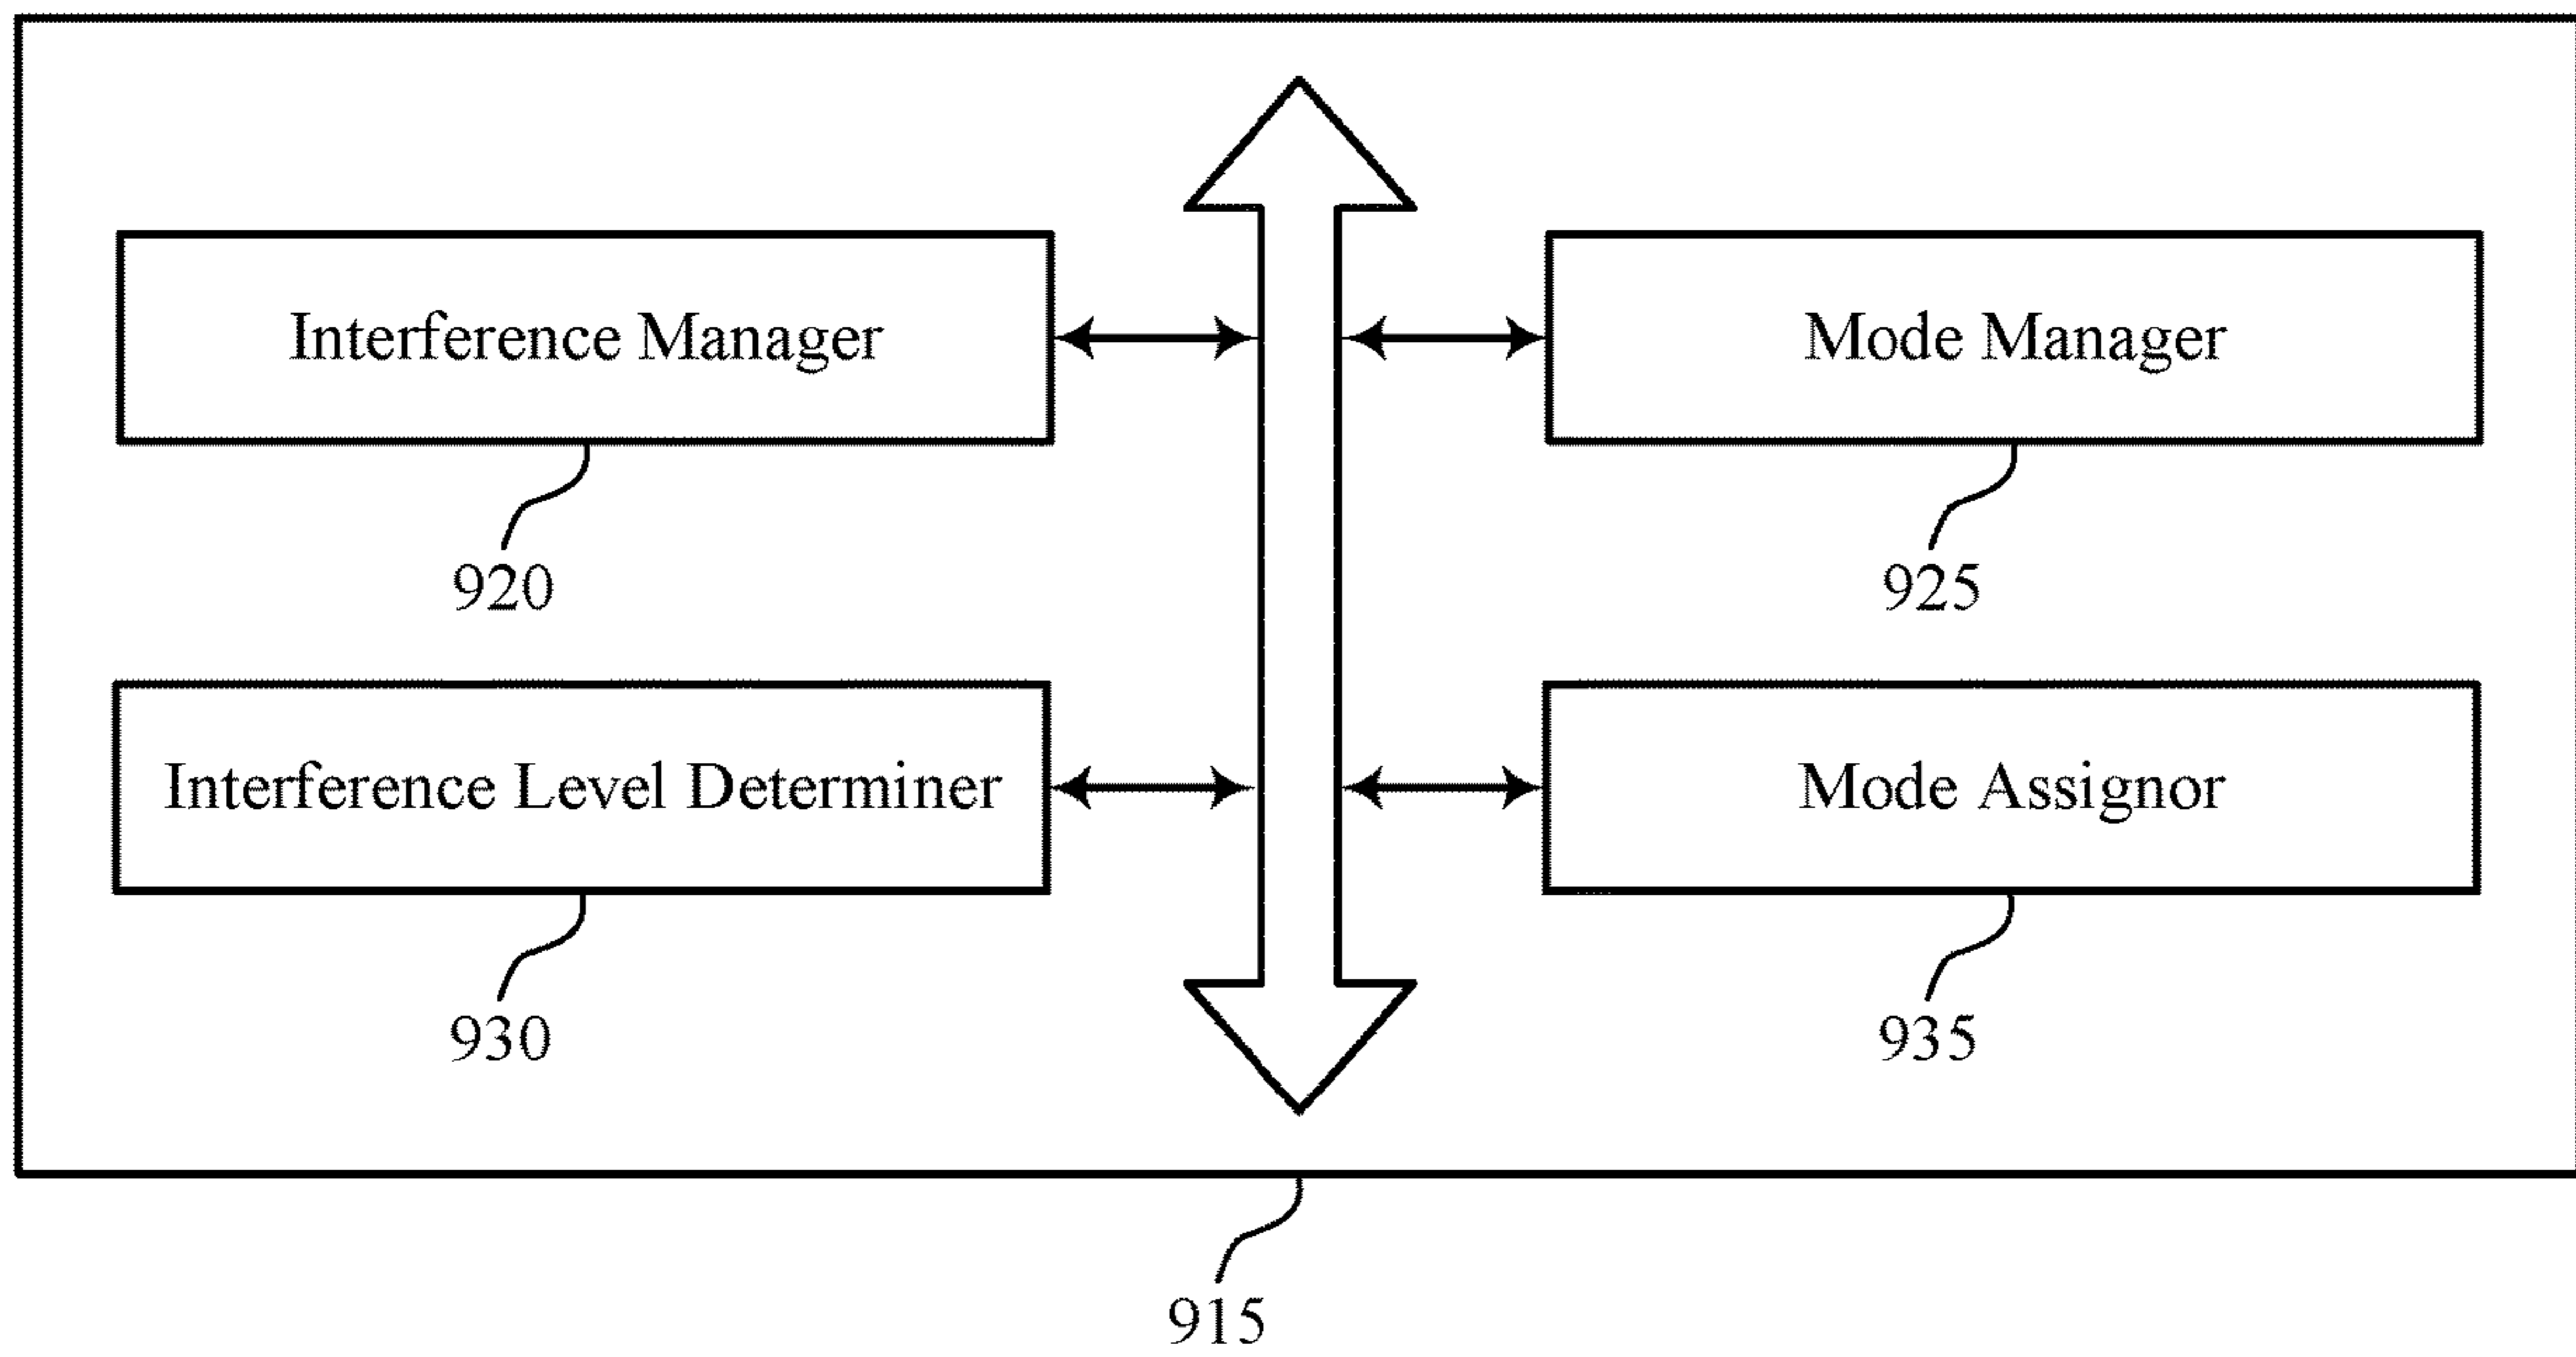 Interference Manager
Mode Manager
920
925
Interference Level Determiner
Mode Assignor
930
935
915